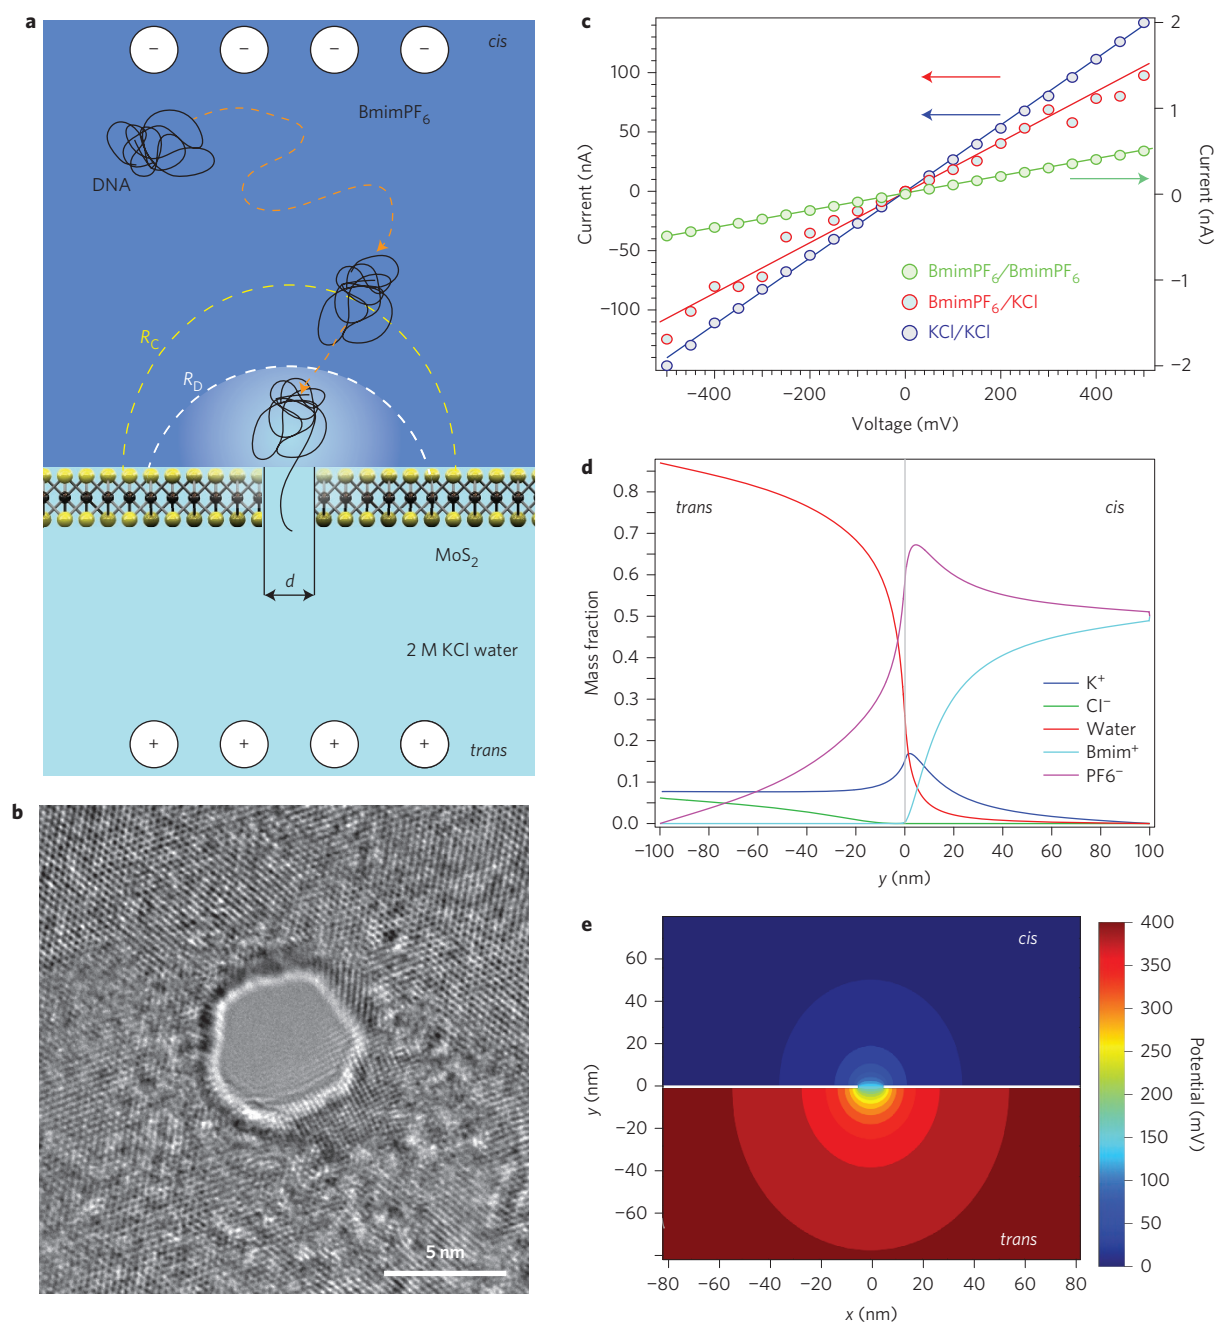 a
− − − −
cis
BmimPF6
DNA
RC
RD
MoS2
d
2 M KCl water
+ + + +
trans
b
5 nm
c
Current (nA)
100
50
0
−50
−100
2
1
0
−1
−2
Current (nA)
BmimPF6/BmimPF6
BmimPF6/KCl
KCl/KCl
−400 −200 0 200 400
Voltage (mV)
d
Mass fraction
0.8
0.7
0.6
0.5
0.4
0.3
0.2
0.1
0.0
trans
cis
K+
Cl−
Water
Bmim+
PF6−
−100 −80 −60 −40 −20 0 20 40 60 80 100
y (nm)
e
y (nm)
60
40
20
0
−20
−40
−60
cis
trans
−80 −60 −40 −20 0 20 40 60 80
x (nm)
400
350
300
250
200
150
100
50
0
Potential (mV)